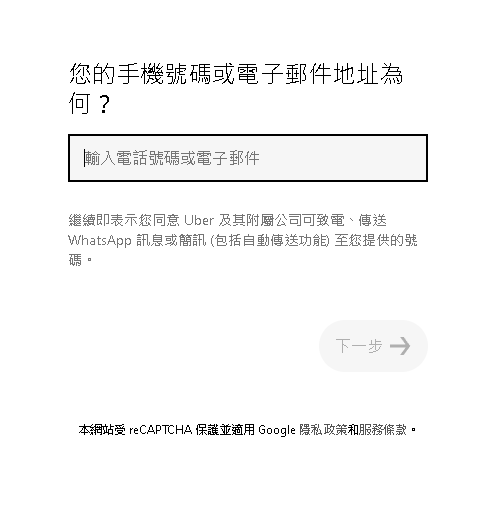 您的手機號碼或電子郵件地址為
何？
輸入電話號碼或電子郵件
繼續即表示您同意 Uber 及其附屬公司可致電、傳送
WhatsApp 訊息或簡訊 (包括自動傳送功能) 至您提供的號
碼。
下一步
本網站受 reCAPTCHA 保護並適用 Google 隱私政策和服務條款。